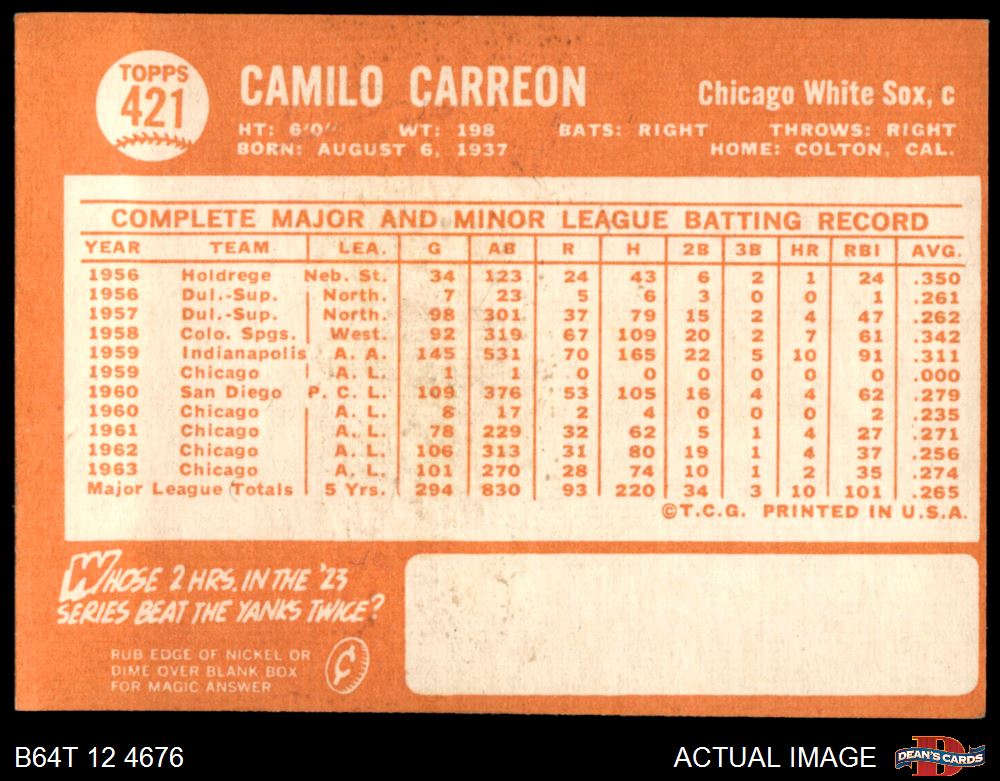 TOPPS
421
CAMILO CARREON
Chicago White Sox, c
HT: 6'0" WT: 198 BATS: RIGHT THROWS: RIGHT
BORN: AUGUST 6, 1937 HOME: COLTON, CAL.
COMPLETE MAJOR AND MINOR LEAGUE BATTING RECORD
YEAR TEAM LEA. G AB R H 2B 3B HR RBI AVG.
1956 Holdrege Neb. St. 34 123 24 43 6 2 1 24 .350
1956 Dul.-Sup. North. 7 23 5 6 3 0 0 1 .261
1957 Dul.-Sup. North. 98 301 37 79 15 2 4 47 .262
1958 Colo. Spgs. West. 92 319 67 109 20 2 7 61 .342
1959 Indianapolis A. A. 145 531 70 165 22 5 10 91 .311
1959 Chicago A. L. 1 1 0 0 0 0 0 0 .000
1960 San Diego P. C. L. 109 376 53 105 16 4 4 62 .279
1960 Chicago A. L. 8 17 2 4 0 0 0 2 .235
1961 Chicago A. L. 78 229 32 62 5 1 4 27 .271
1962 Chicago A. L. 106 313 31 80 19 1 4 37 .256
1963 Chicago A. L. 101 270 28 74 10 1 2 35 .274
Major League Totals 5 Yrs. 294 830 93 220 34 3 10 101 .265
©T.C.G. PRINTED IN U.S.A.
WHOSE 2 HRS. IN THE '23
SERIES BEAT THE YANKS TWICE?
RUB EDGE OF NICKEL OR
DIME OVER BLANK BOX
FOR MAGIC ANSWER
¢
B64T 12 4676
ACTUAL IMAGE
D
DEAN'S CARDS